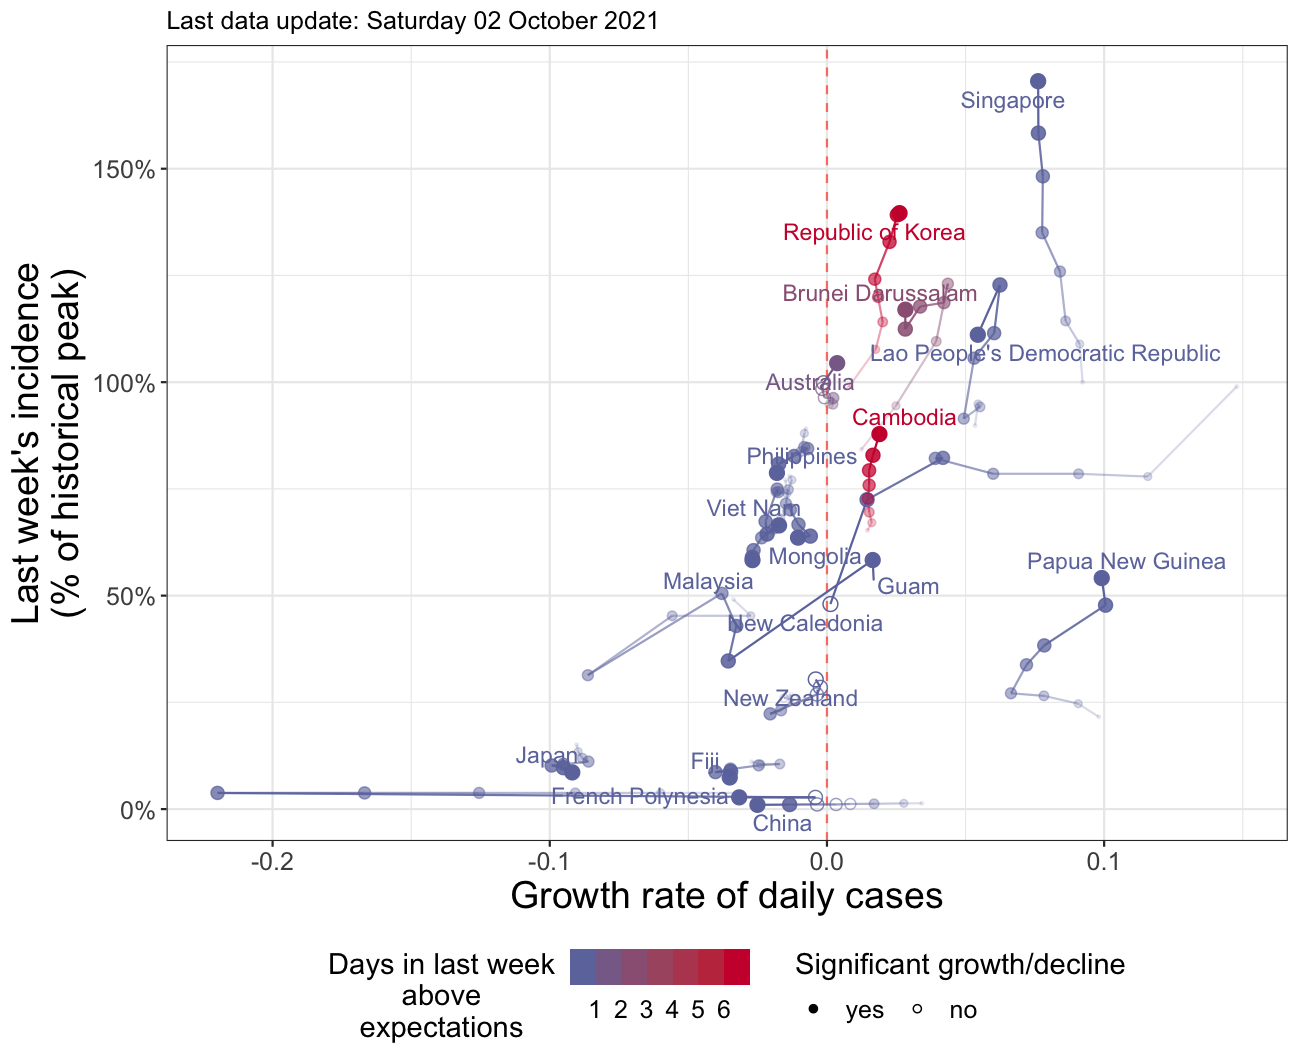 Last data update: Saturday 02 October 2021
Last week's incidence
(% of historical peak)
150%
100%
50%
0%
Singapore
Republic of Korea
Brunei Darussalam
Lao People's Democratic Republic
Australia
Cambodia
Philippines
Viet Nam
Mongolia
Papua New Guinea
Malaysia
Guam
New Caledonia
New Zealand
Japan
Fiji
French Polynesia
China
-0.2
-0.1
0.0
0.1
Growth rate of daily cases
Days in last week
above
expectations
1 2 3 4 5 6
Significant growth/decline
yes
no